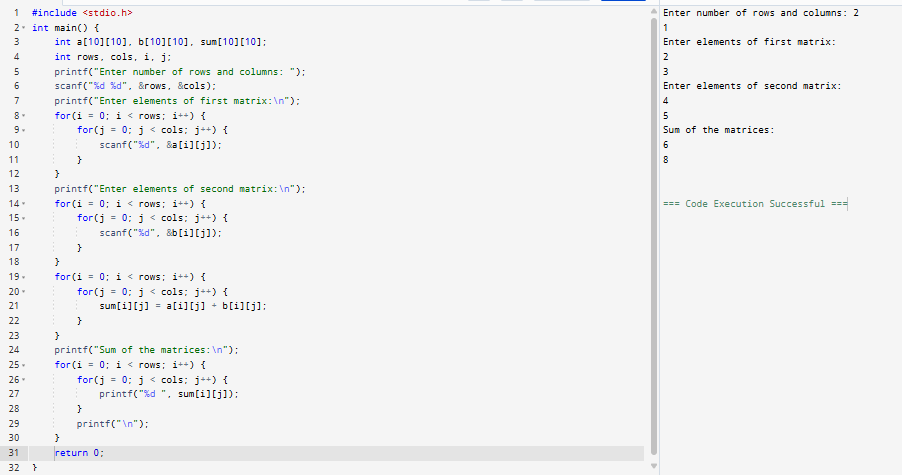 1 #include <stdio.h>
2 int main() {
3 int a[10][10], b[10][10], sum[10][10];
4 int rows, cols, i, j;
5 printf("Enter number of rows and columns: ");
6 scanf("%d %d", &rows, &cols);
7 printf("Enter elements of first matrix:\n");
8 for(i = 0; i < rows; i++) {
9 for(j = 0; j < cols; j++) {
10 scanf("%d", &a[i][j]);
11 }
12 }
13 printf("Enter elements of second matrix:\n");
14 for(i = 0; i < rows; i++) {
15 for(j = 0; j < cols; j++) {
16 scanf("%d", &b[i][j]);
17 }
18 }
19 for(i = 0; i < rows; i++) {
20 for(j = 0; j < cols; j++) {
21 sum[i][j] = a[i][j] + b[i][j];
22 }
23 }
24 printf("Sum of the matrices:\n");
25 for(i = 0; i < rows; i++) {
26 for(j = 0; j < cols; j++) {
27 printf("%d ", sum[i][j]);
28 }
29 printf("\n");
30 }
31 return 0;
32 }
Enter number of rows and columns: 2
1
Enter elements of first matrix:
2
3
Enter elements of second matrix:
4
5
Sum of the matrices:
6
8
=== Code Execution Successful ===